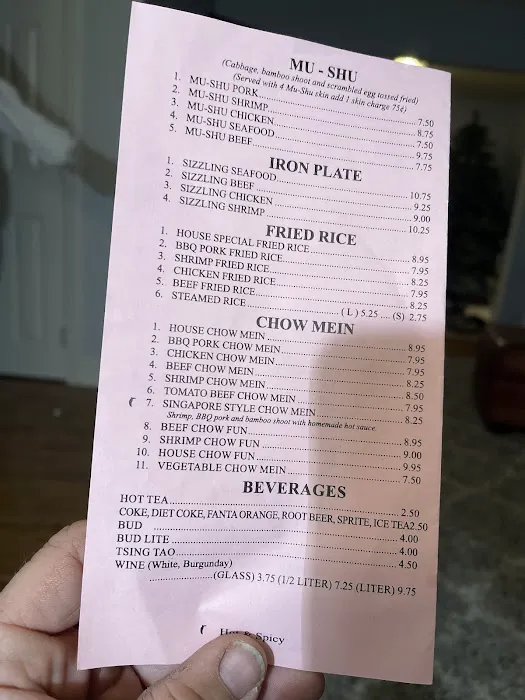 MU - SHU
(Cabbage, bamboo shoot and scrambled egg tossed fried)
(Served with 4 Mu-Shu skin add 1 skin charge 75¢)
1. MU-SHU PORK 7.50
2. MU-SHU SHRIMP 8.75
3. MU-SHU CHICKEN 7.50
4. MU-SHU SEAFOOD 9.75
5. MU-SHU BEEF 7.75
IRON PLATE
1. SIZZLING SEAFOOD 10.75
2. SIZZLING BEEF 9.25
3. SIZZLING CHICKEN 9.00
4. SIZZLING SHRIMP 10.25
FRIED RICE
1. HOUSE SPECIAL FRIED RICE 8.95
2. BBQ PORK FRIED RICE 7.95
3. SHRIMP FRIED RICE 8.25
4. CHICKEN FRIED RICE 7.95
5. BEEF FRIED RICE 8.25
6. STEAMED RICE ( L ) 5.25 .... (S) 2.75
CHOW MEIN
1. HOUSE CHOW MEIN 8.95
2. BBQ PORK CHOW MEIN 7.95
3. CHICKEN CHOW MEIN 7.95
4. BEEF CHOW MEIN 8.25
5. SHRIMP CHOW MEIN 8.50
6. TOMATO BEEF CHOW MEIN 7.95
7. SINGAPORE STYLE CHOW MEIN 8.25
Shrimp, BBQ pork and bamboo shoot with homemade hot sauce.
8. BEEF CHOW FUN 8.95
9. SHRIMP CHOW FUN 9.00
10. HOUSE CHOW FUN 9.95
11. VEGETABLE CHOW MEIN 7.50
BEVERAGES
HOT TEA 2.50
COKE, DIET COKE, FANTA ORANGE, ROOT BEER, SPRITE, ICE TEA 2.50
BUD 4.00
BUD LITE 4.00
TSING TAO 4.50
WINE (White, Burgunday)
(GLASS) 3.75 (1/2 LITER) 7.25 (LITER) 9.75
Hot & Spicy